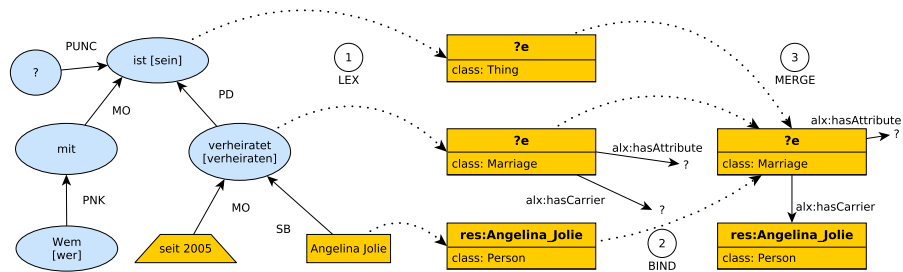 PUNC
?
ist [sein]
MO
PD
mit
verheiratet
[verheiraten]
PNK
MO
SB
Wem
[wer]
seit 2005
Angelina Jolie
1
LEX
?e
class: Thing
?e
class: Marriage
alx:hasAttribute
?
alx:hasCarrier
?
res:Angelina_Jolie
class: Person
2
BIND
3
MERGE
alx:hasAttribute
?
?e
class: Marriage
alx:hasCarrier
res:Angelina_Jolie
class: Person